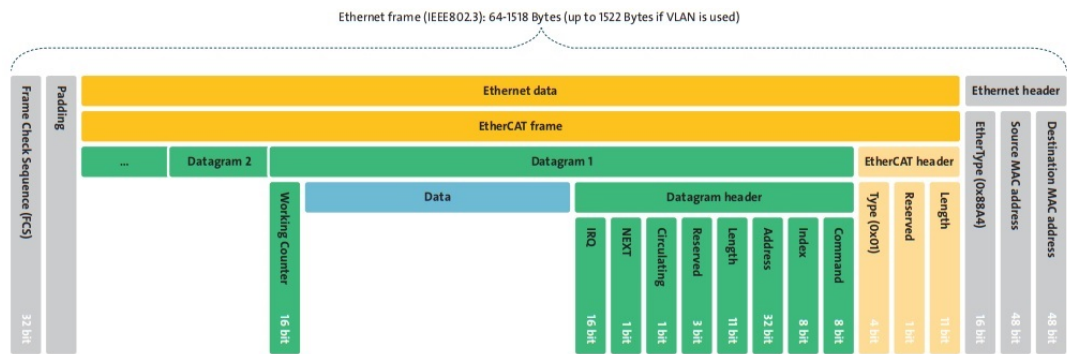 Ethernet frame (IEEE802.3): 64-1518 Bytes (up to 1522 Bytes if VLAN is used)
Frame Check Sequence (FCS)
32 bit
Padding
Ethernet data
Ethernet header
EtherCAT frame
...
Datagram 2
Datagram 1
EtherCAT header
Working Counter
16 bit
Data
Datagram header
IRQ
16 bit
NEXT
1 bit
Circulating
1 bit
Reserved
3 bit
Length
11 bit
Address
32 bit
Index
8 bit
Command
8 bit
Type (0x01)
4 bit
Reserved
1 bit
Length
11 bit
EtherType (0x88A4)
16 bit
Source MAC address
48 bit
Destination MAC address
48 bit